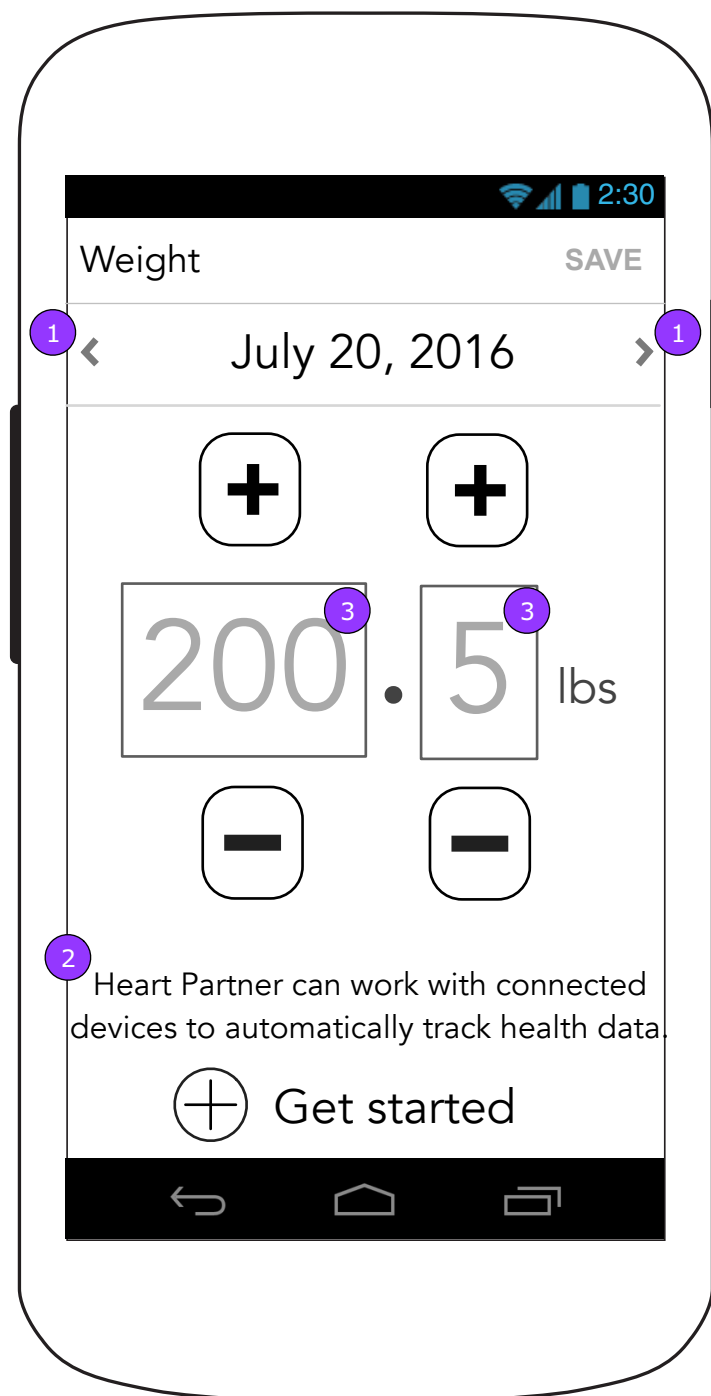 2:30
Weight SAVE
1 July 20, 2016 1
200 3 . 5 3 lbs
2
Heart Partner can work with connected
devices to automatically track health data.
Get started